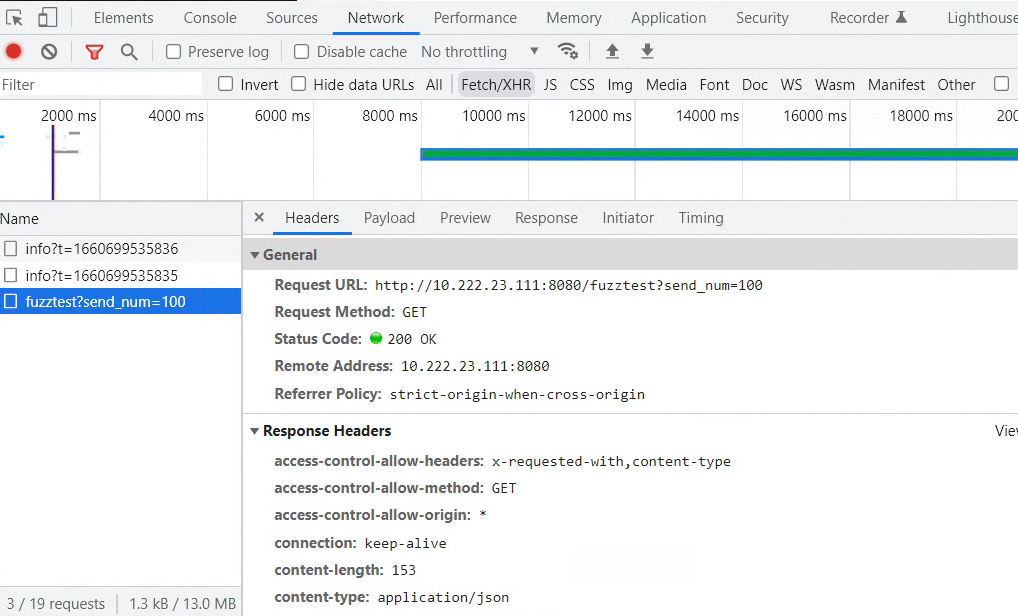 Elements Console Sources Network Performance Memory Application Security Recorder Lighthouse
Preserve log Disable cache No throttling
Filter Invert Hide data URLs All Fetch/XHR JS CSS Img Media Font Doc WS Wasm Manifest Other
2000 ms 4000 ms 6000 ms 8000 ms 10000 ms 12000 ms 14000 ms 16000 ms 18000 ms 200
Name
× Headers Payload Preview Response Initiator Timing
info?t=1660699535836
info?t=1660699535835
fuzztest?send_num=100
General
Request URL: http://10.222.23.111:8080/fuzztest?send_num=100
Request Method: GET
Status Code: 200 OK
Remote Address: 10.222.23.111:8080
Referrer Policy: strict-origin-when-cross-origin
Response Headers View
access-control-allow-headers: x-requested-with,content-type
access-control-allow-method: GET
access-control-allow-origin: *
connection: keep-alive
content-length: 153
content-type: application/json
3 / 19 requests 1.3 kB / 13.0 MB